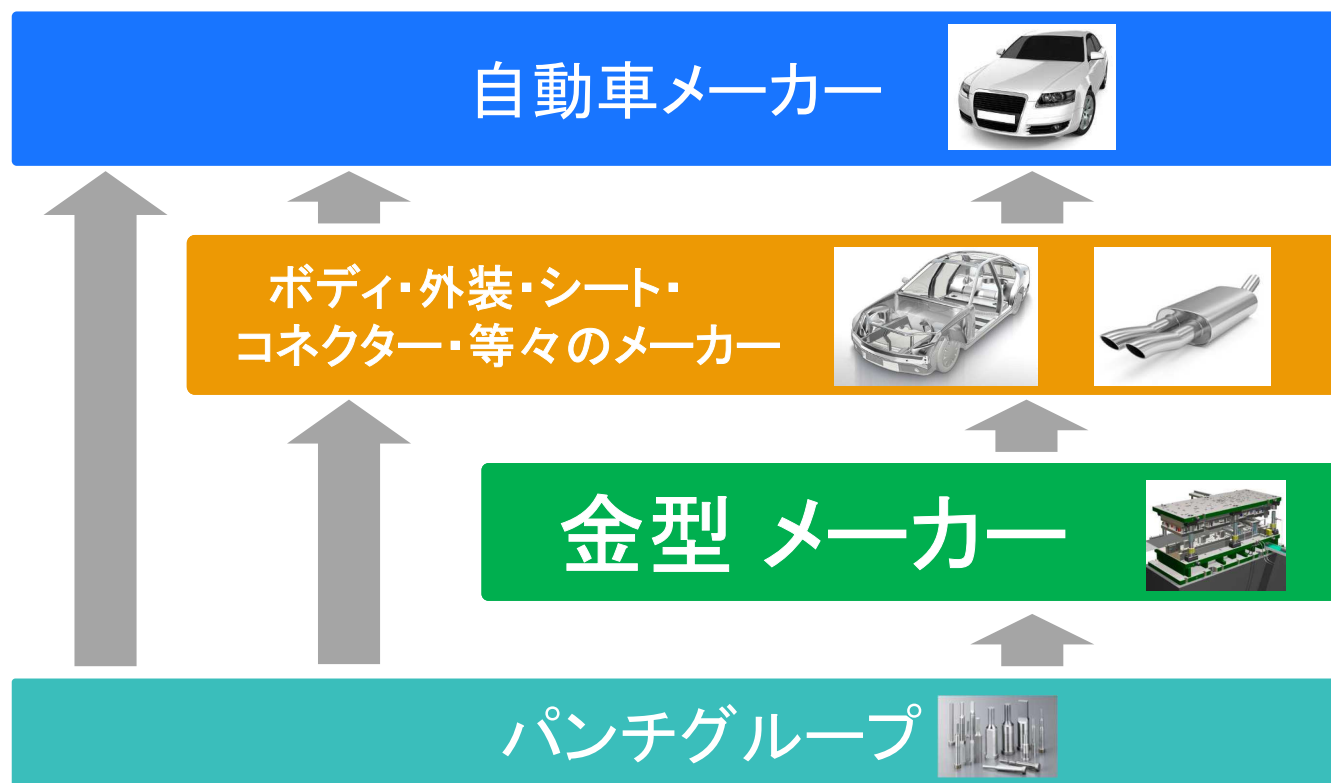 自動車メーカー
ボディ・外装・シート・
コネクター・等々のメーカー
金型 メーカー
パンチグループ